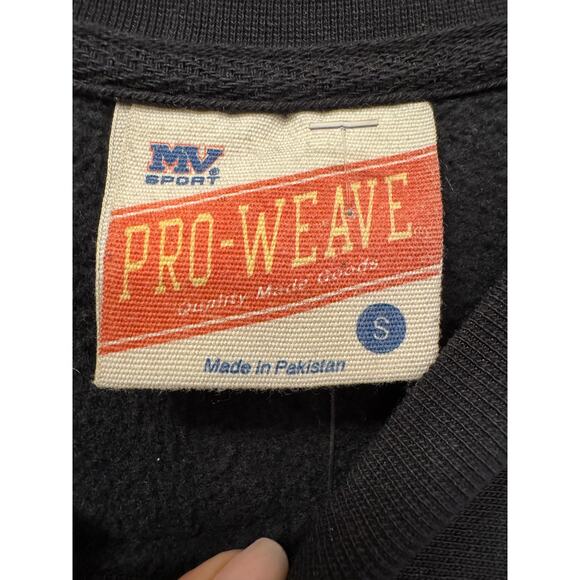 MV®
SPORT
PRO-WEAVE
Quality Made Goods
S
Made in Pakistan